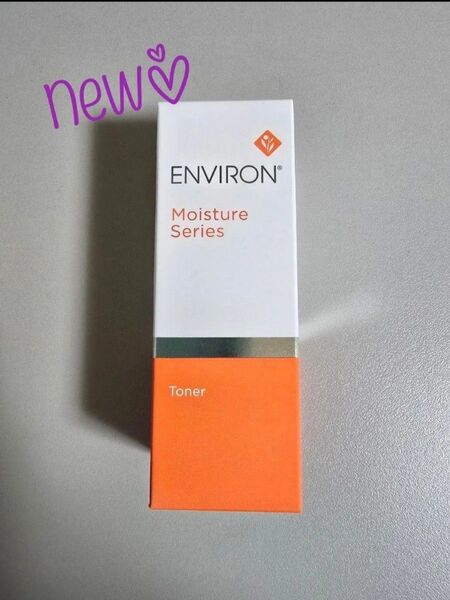 new
ENVIRON®
Moisture
Series
Toner